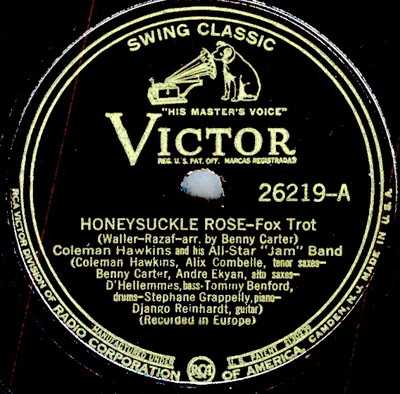 SWING CLASSIC
"HIS MASTER'S VOICE"
VICTOR
REG. U.S. PAT. OFF. MARCAS REGISTRADAS
26219-A
HONEYSUCKLE ROSE-Fox Trot
(Waller-Razaf-arr. by Benny Carter)
Coleman Hawkins and his All-Star "Jam" Band
(Coleman Hawkins, Alix Combelle, tenor saxes-
Benny Carter, Andre Ekyan, alto saxes-
D'Hellemmes, bass-Tommy Benford,
drums-Stephane Grappelly, piano-
Django Reinhardt, guitar)
(Recorded in Europe)
MANUFACTURED UNDER
U.S. PATENT
RCA
RCA VICTOR DIVISION OF RADIO CORPORATION OF AMERICA, CAMDEN, N.J. MADE IN U.S.A.